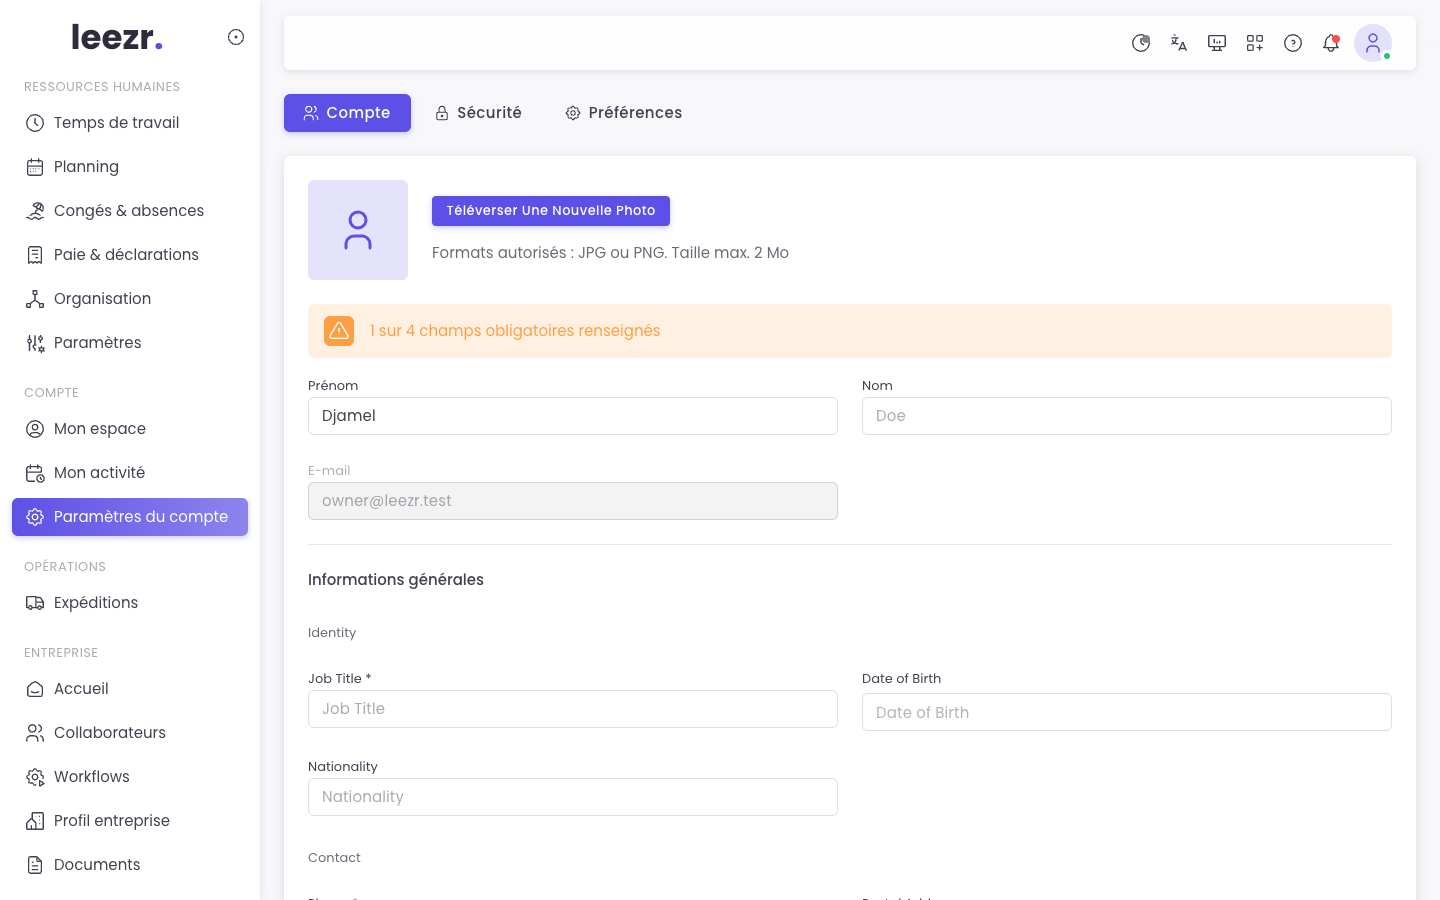 leezr.
RESSOURCES HUMAINES
Temps de travail
Planning
Congés & absences
Paie & déclarations
Organisation
Paramètres
COMPTE
Mon espace
Mon activité
Paramètres du compte
OPÉRATIONS
Expéditions
ENTREPRISE
Accueil
Collaborateurs
Workflows
Profil entreprise
Documents
Compte
Sécurité
Préférences
Téléverser Une Nouvelle Photo
Formats autorisés : JPG ou PNG. Taille max. 2 Mo
1 sur 4 champs obligatoires renseignés
Prénom
Djamel
Nom
Doe
E-mail
owner@leezr.test
Informations générales
Identity
Job Title *
Job Title
Date of Birth
Date of Birth
Nationality
Nationality
Contact